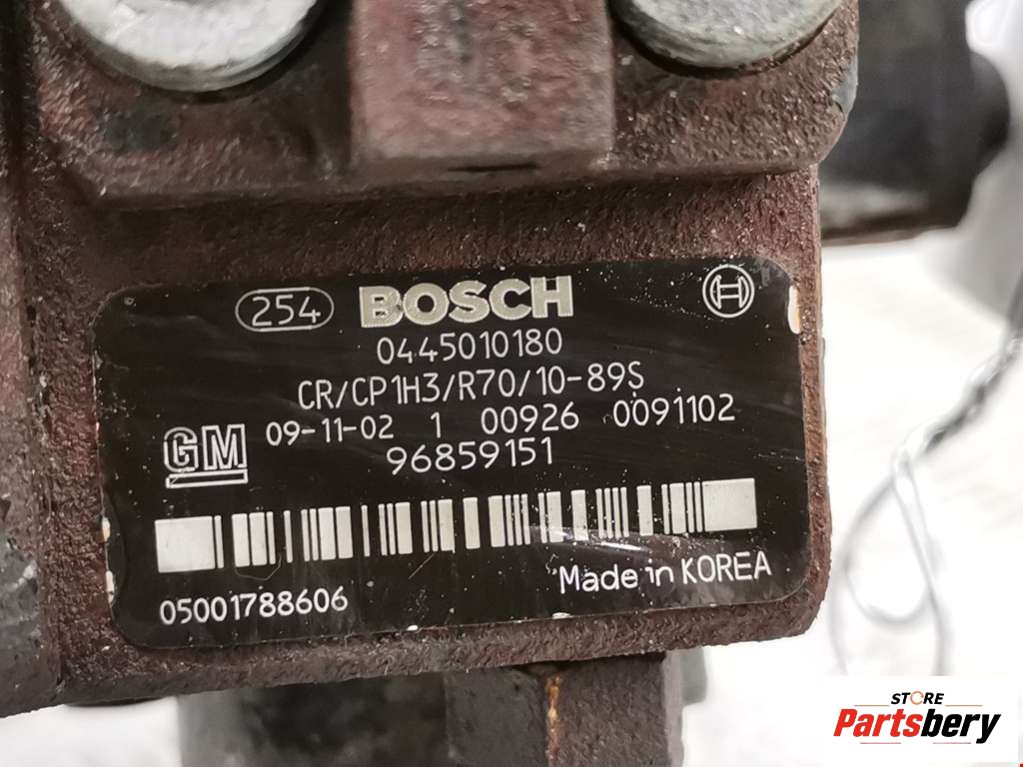 254 BOSCH
0445010180
CR/CP1H3/R70/10-89S
GM 09-11-02 1 00926 0091102
96859151
05001788606 Made in KOREA
STORE
Partsbery